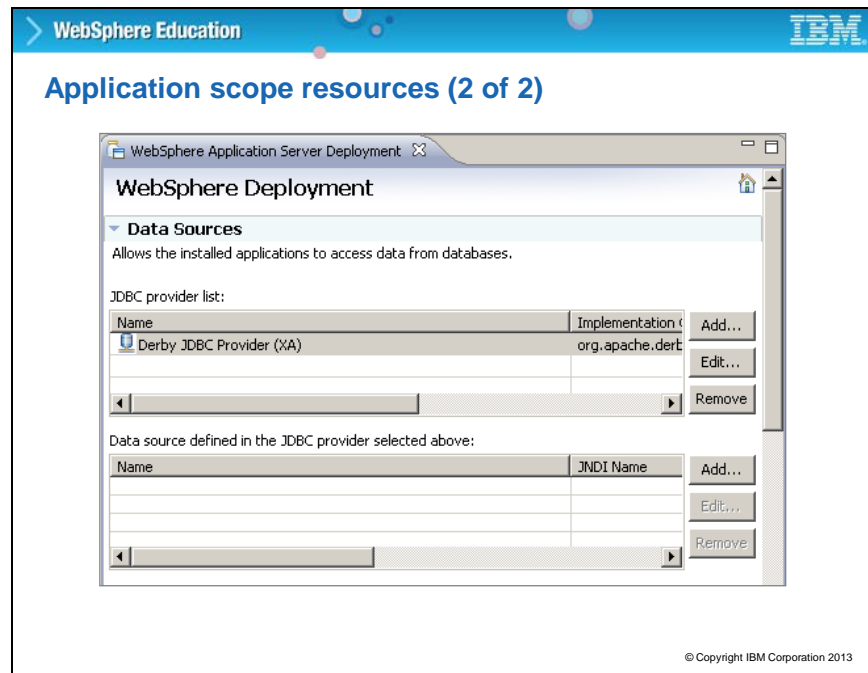 WebSphere Education
IBM.
Application scope resources (2 of 2)
WebSphere Application Server Deployment
WebSphere Deployment
Data Sources
Allows the installed applications to access data from databases.
JDBC provider list:
Name Implementation Add...
Derby JDBC Provider (XA) org.apache.derb
Edit...
Remove
Data source defined in the JDBC provider selected above:
Name JNDI Name Add...
Edit...
Remove
© Copyright IBM Corporation 2013